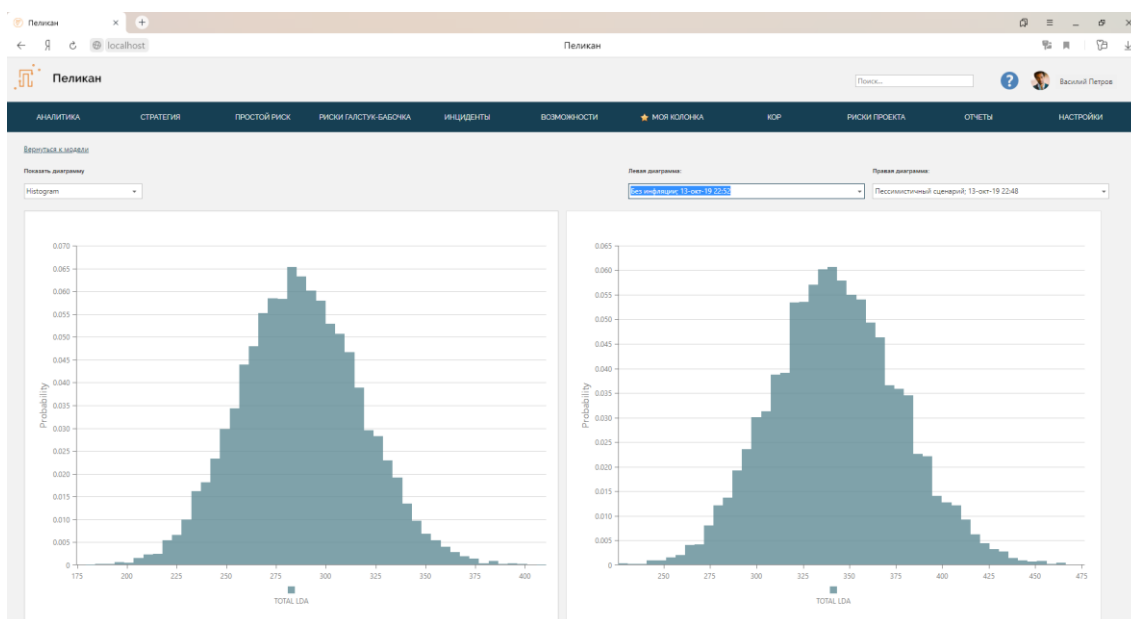 Пеликан
localhost
Пеликан
Пеликан
Поиск...
Василий Петров
АНАЛИТИКА СТРАТЕГИЯ ПРОСТОЙ РИСК РИСКИ ГАЛСТУК-БАБОЧКА ИНЦИДЕНТЫ ВОЗМОЖНОСТИ МОЯ КОЛОНКА КОР РИСКИ ПРОЕКТА ОТЧЕТЫ НАСТРОЙКИ
Вернуться к модели
Показать диаграмму
Левая диаграмма:
Правая диаграмма:
Histogram
Без инфляции; 13-окт-19 22:52
Пессимистичный сценарий; 13-окт-19 22:48
0.070
0.065
0.060
0.055
0.050
0.045
0.040
0.035
0.030
0.025
0.020
0.015
0.010
0.005
0
Probability
175 200 225 250 275 300 325 350 375 400
TOTAL LDA
0.065
0.060
0.055
0.050
0.045
0.040
0.035
0.030
0.025
0.020
0.015
0.010
0.005
0
Probability
250 275 300 325 350 375 400 425 450 475
TOTAL LDA